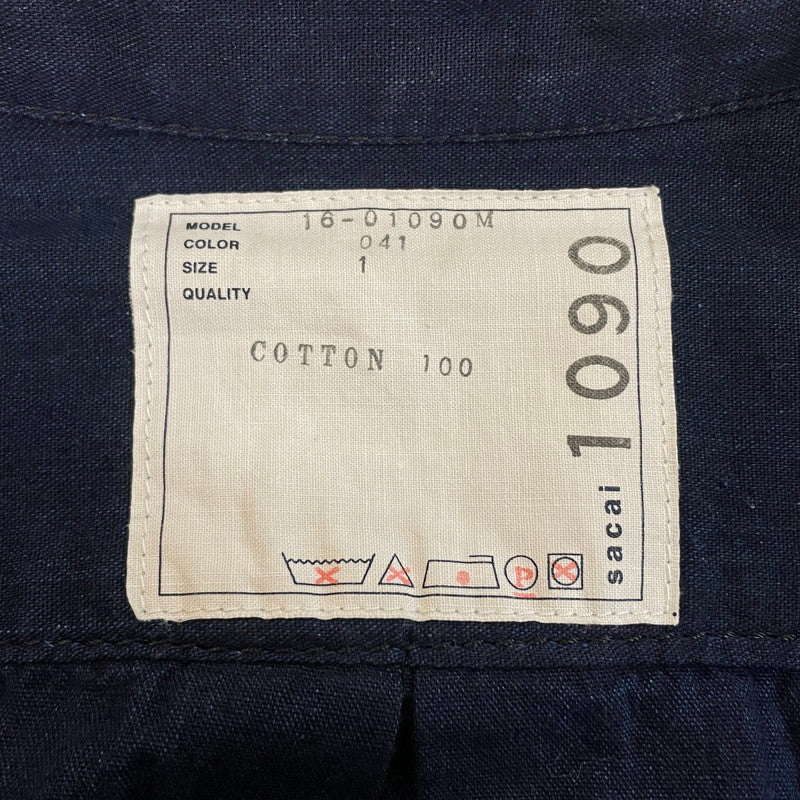 MODEL 16-01090M
COLOR 041
SIZE 1
QUALITY
COTTON 100
P
sacai 1090